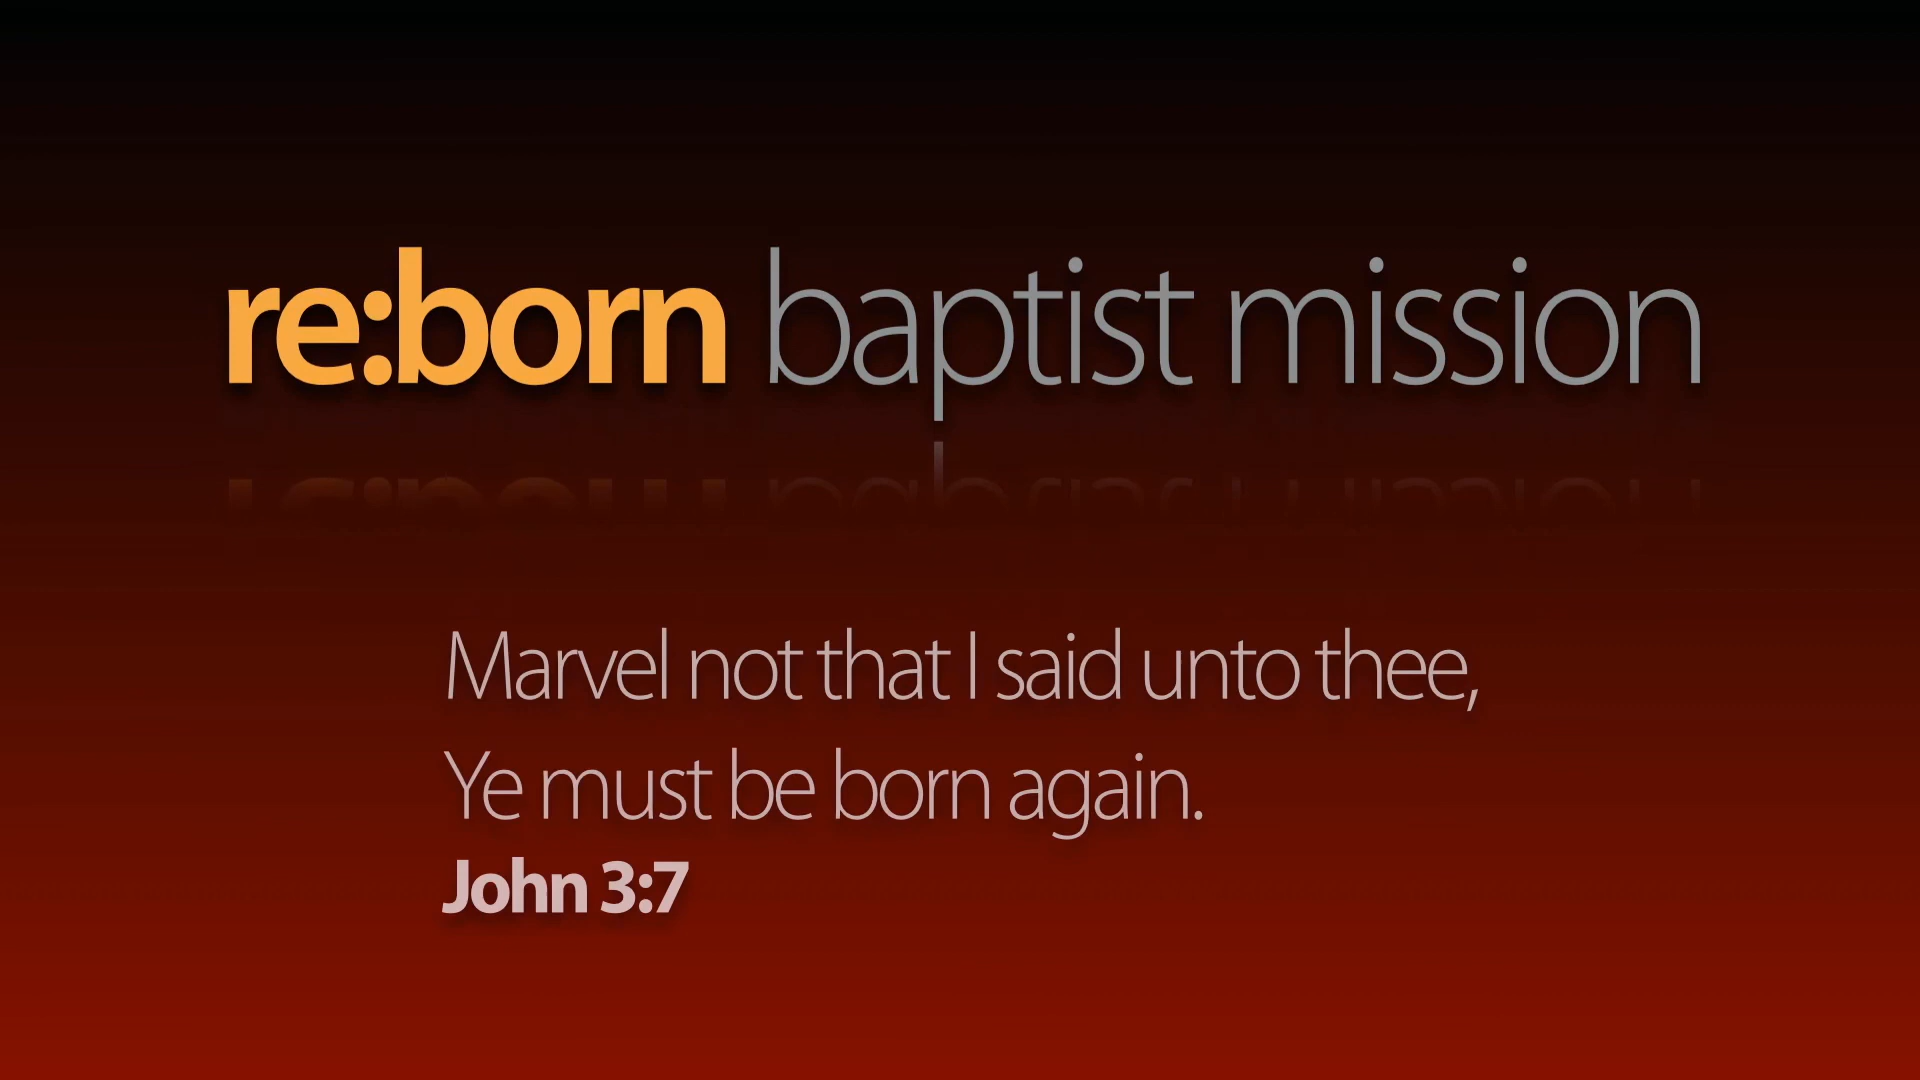 re:born baptist mission
Marvel not that I said unto thee,
Ye must be born again.
John 3:7